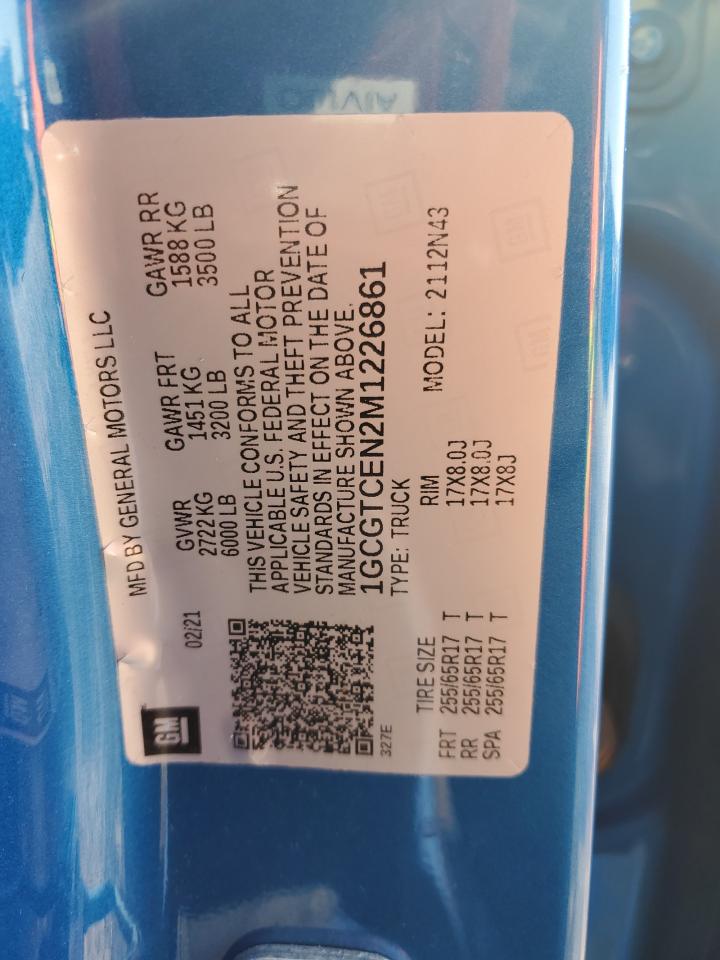 GM
MFD BY GENERAL MOTORS LLC
02/21
GVWR GAWR FRT GAWR RR
2722 KG 1451 KG 1588 KG
6000 LB 3200 LB 3500 LB
THIS VEHICLE CONFORMS TO ALL
APPLICABLE U.S. FEDERAL MOTOR
VEHICLE SAFETY AND THEFT PREVENTION
STANDARDS IN EFFECT ON THE DATE OF
MANUFACTURE SHOWN ABOVE.
1GCGTCEN2M1226861
327E
TYPE: TRUCK MODEL: 2112N43
TIRE SIZE RIM
FRT 255/65R17 T 17X8.0J
RR 255/65R17 T 17X8.0J
SPA 255/65R17 T 17X8J